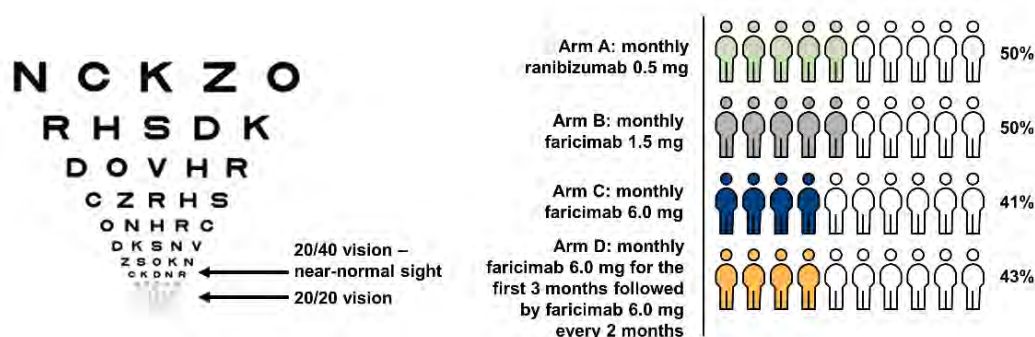 N C K Z O
R H S D K
D O V H R
C Z R H S
O N H R C
D K S N V
Z S O K N
C K D N R
20/40 vision –
near-normal sight
20/20 vision
Arm A: monthly
ranibizumab 0.5 mg
50%
Arm B: monthly
faricimab 1.5 mg
50%
Arm C: monthly
faricimab 6.0 mg
41%
Arm D: monthly
faricimab 6.0 mg for the
first 3 months followed
by faricimab 6.0 mg
every 2 months
43%